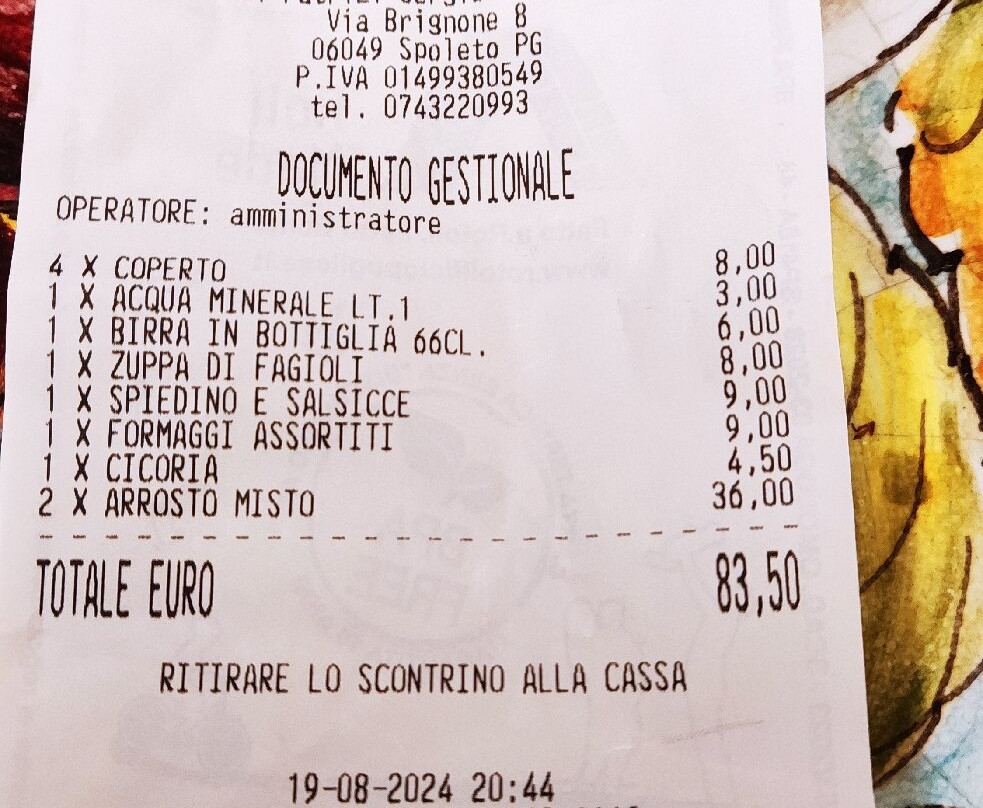 Via Brignone 8
06049 Spoleto PG
P.IVA 01499380549
tel. 0743220993
DOCUMENTO GESTIONALE
OPERATORE: amministratore
4 X COPERTO 8,00
1 X ACQUA MINERALE LT.1 3,00
1 X BIRRA IN BOTTIGLIA 66CL. 6,00
1 X ZUPPA DI FAGIOLI 8,00
1 X SPIEDINO E SALSICCE 9,00
1 X FORMAGGI ASSORTITI 9,00
1 X CICORIA 4,50
2 X ARROSTO MISTO 36,00
TOTALE EURO 83,50
RITIRARE LO SCONTRINO ALLA CASSA
19-08-2024 20:44